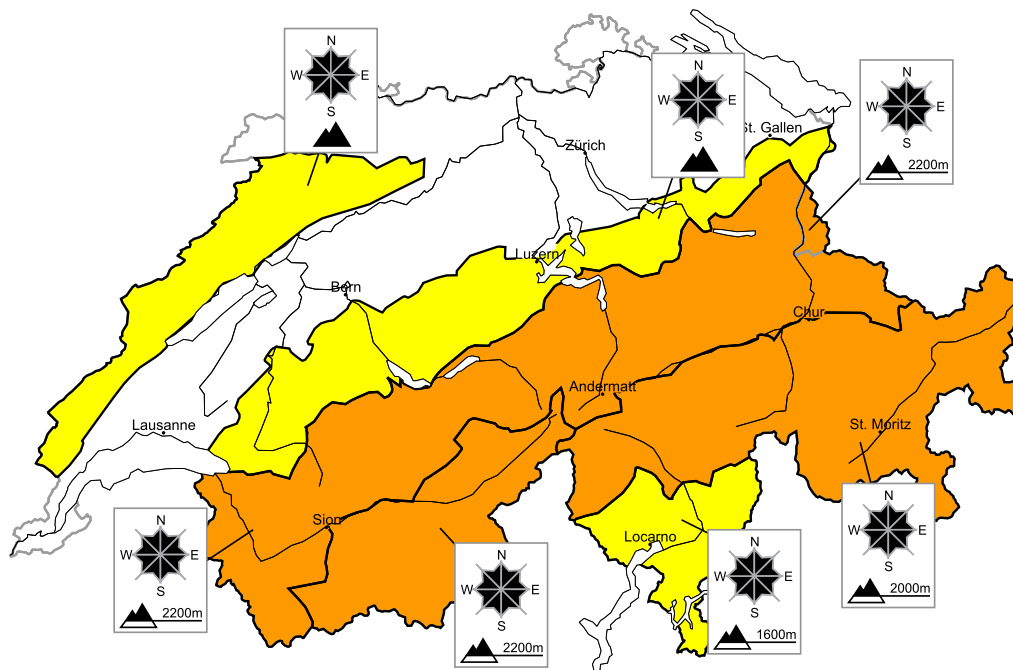 N
W E
S
N
W E
S
N
W E
S
2200m
St. Gallen
Zürich
Luzern
Bern
Chur
Andermatt
Lausanne
St. Moritz
Sion
Locarno
N
W E
S
2200m
N
W E
S
2200m
N
W E
S
1600m
N
W E
S
2000m